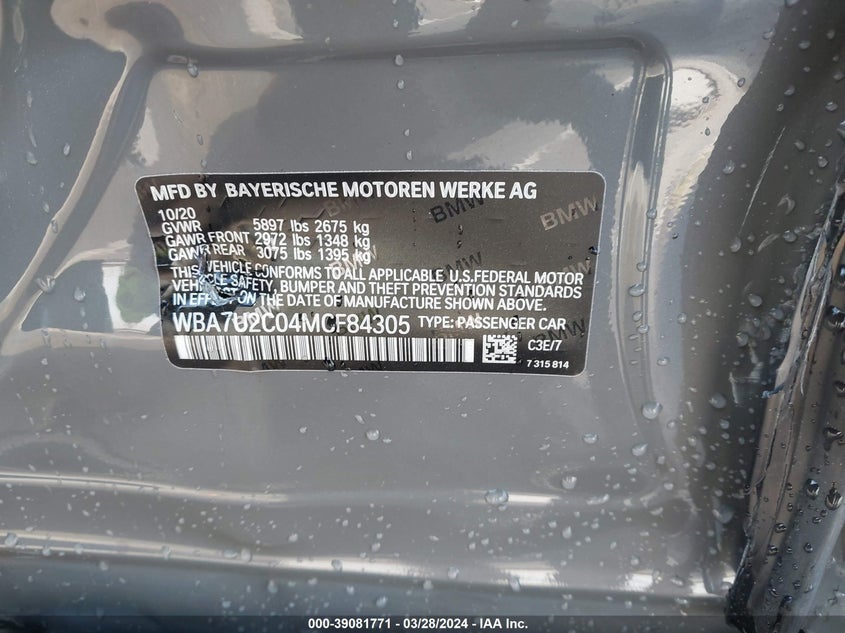 MFD BY BAYERISCHE MOTOREN WERKE AG
10/20
GVWR 5897 lbs 2675 kg
GAWR FRONT 2972 lbs 1348 kg
GAWR REAR 3075 lbs 1395 kg
THIS VEHICLE CONFORMS TO ALL APPLICABLE U.S.FEDERAL MOTOR
VEHICLE SAFETY, BUMPER AND THEFT PREVENTION STANDARDS
IN EFFECT ON THE DATE OF MANUFACTURE SHOWN ABOVE.
WBA7U2C04MCF84305 TYPE: PASSENGER CAR
C3E/7
7 315 814
BMW
BMW
BMW
000-39081771 / 03/28/2024 / IAA Inc.